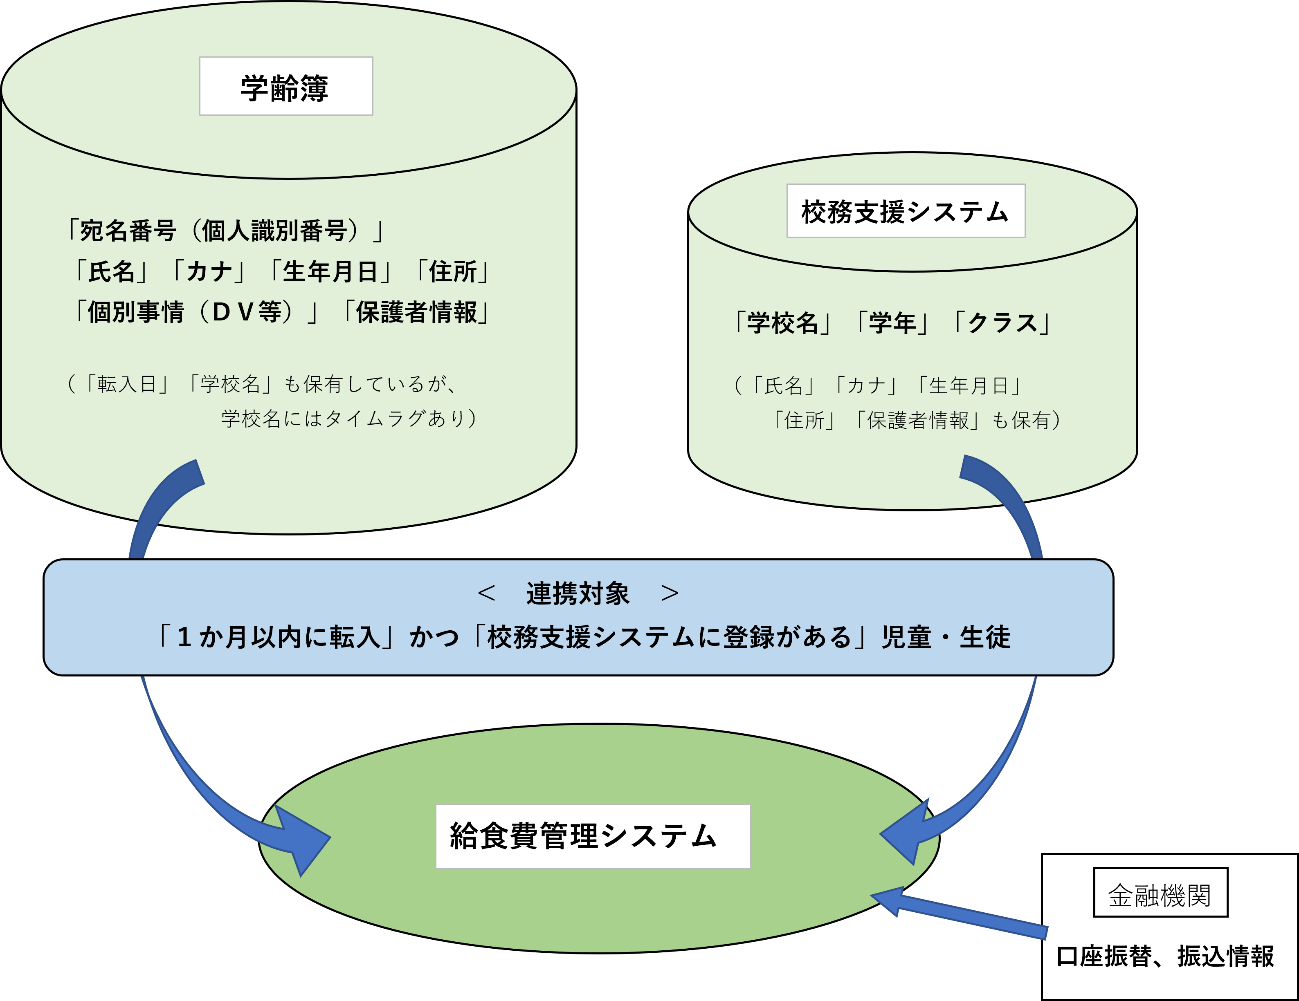 学齢簿
「宛名番号（個人識別番号）」
「氏名」「カナ」「生年月日」「住所」
「個別事情（ＤＶ等）」「保護者情報」
（「転入日」「学校名」も保有しているが、
学校名にはタイムラグあり）
校務支援システム
「学校名」「学年」「クラス」
（「氏名」「カナ」「生年月日」
「住所」「保護者情報」も保有）
＜　連携対象　＞
「１か月以内に転入」かつ「校務支援システムに登録がある」児童・生徒
給食費管理システム
金融機関
口座振替、振込情報